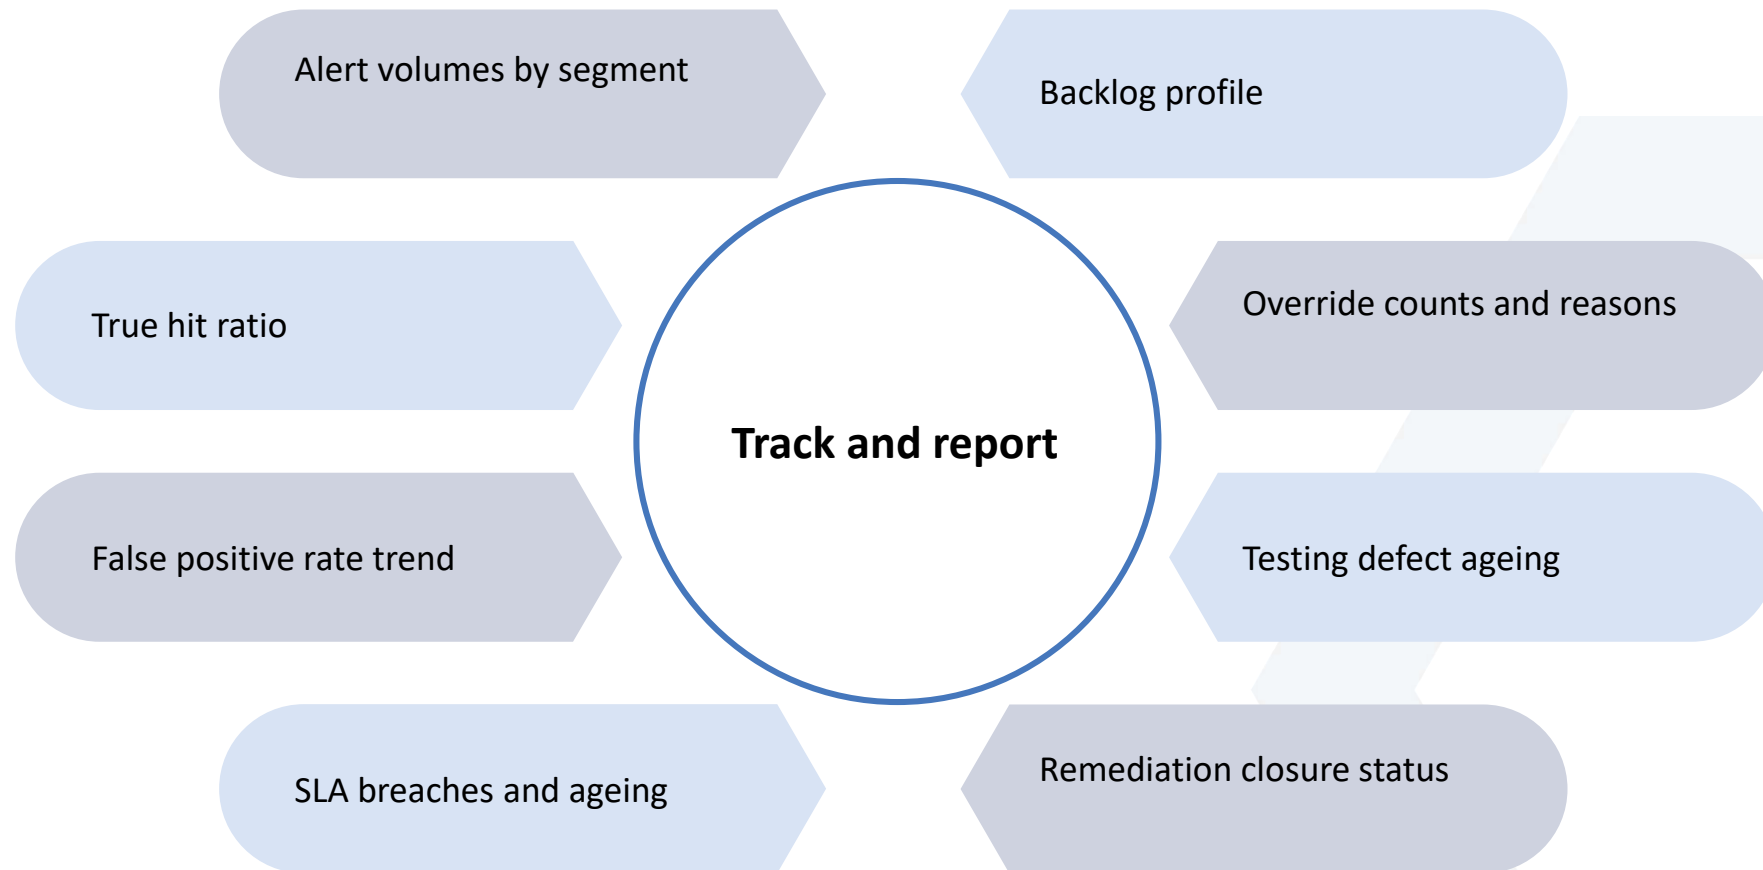 Alert volumes by segment
Backlog profile
True hit ratio
Override counts and reasons
Track and report
False positive rate trend
Testing defect ageing
SLA breaches and ageing
Remediation closure status